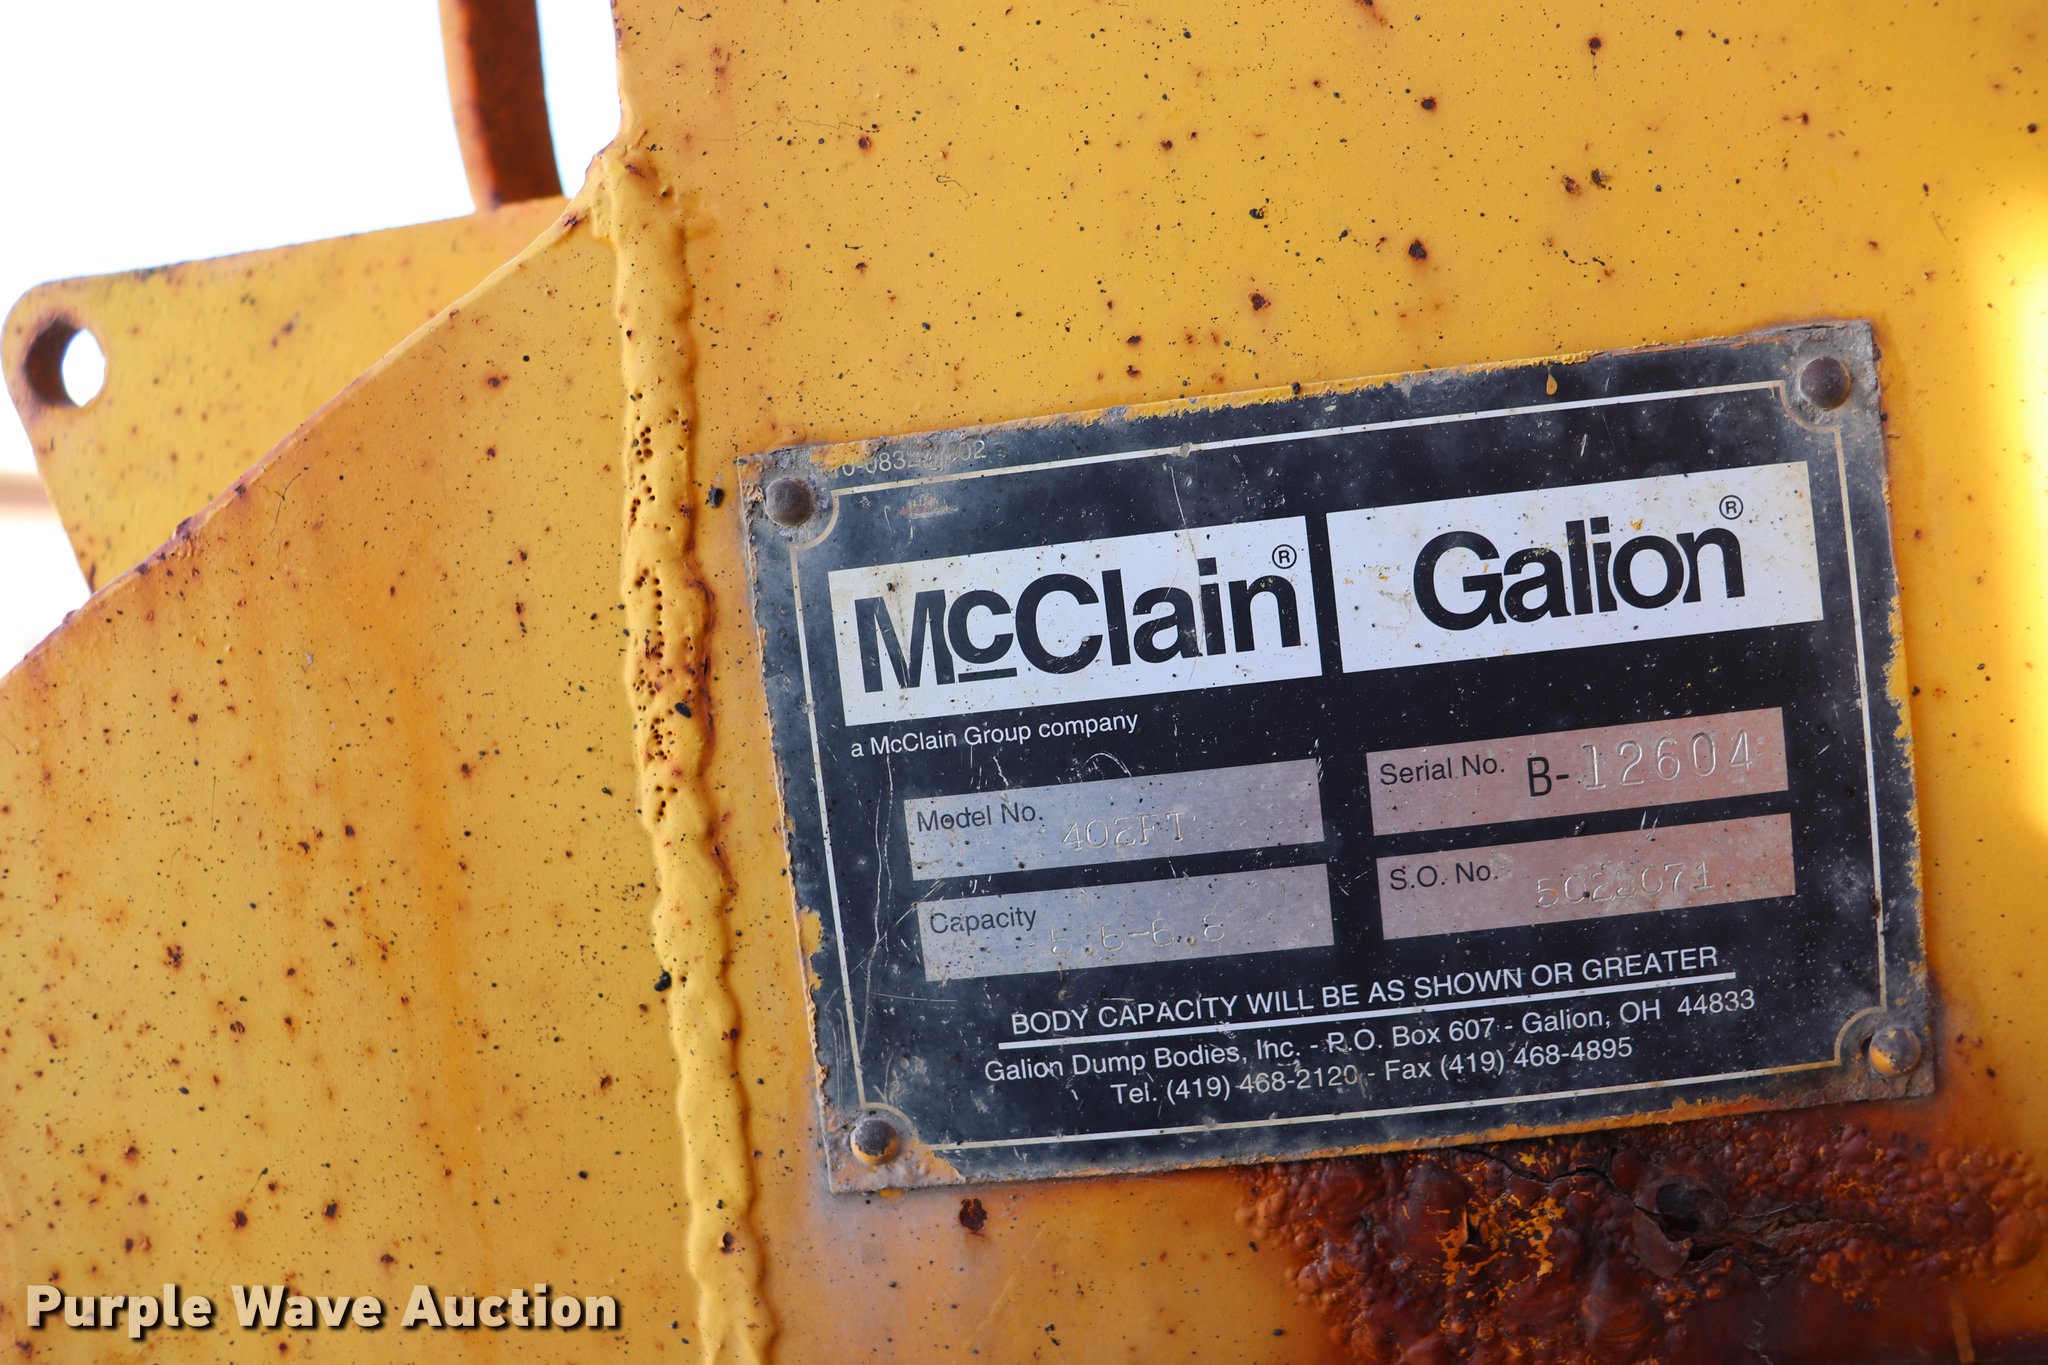 McClain® Galion®
a McClain Group company
Model No. 402FT
Serial No. B-12604
Capacity
S.O. No.
BODY CAPACITY WILL BE AS SHOWN OR GREATER
Galion Dump Bodies, Inc. - P.O. Box 607 - Galion, OH 44833
Tel. (419) 468-2120 - Fax (419) 468-4895
Purple Wave Auction